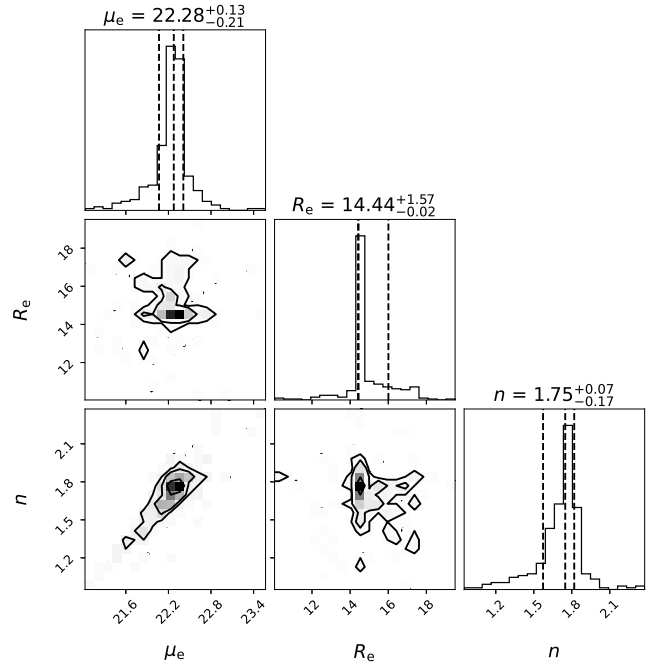 μe = 22.28+0.13−0.21
Re = 14.44+1.57−0.02
18
16
14
12
Re
n = 1.75+0.07−0.17
2.1
1.8
1.5
1.2
n
21.6 22.2 22.8 23.4 12 14 16 18 1.2 1.5 1.8 2.1
μe Re n